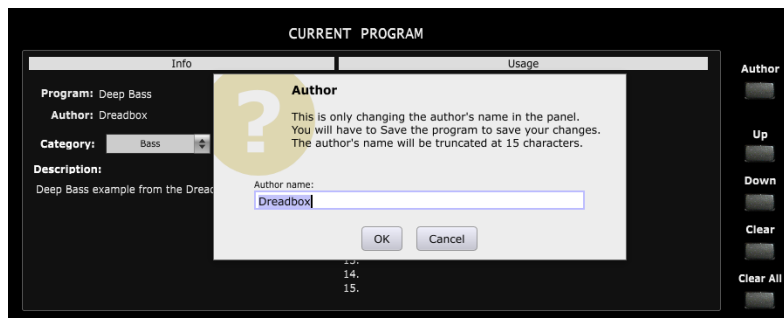 CURRENT PROGRAM
Info
Usage
Program: Deep Bass
Author: Dreadbox
Category: Bass
Description:
Deep Bass example from the
Author
This is only changing the author's name in the panel.
You will have to Save the program to save your changes.
The author's name will be truncated at 15 characters.
Author name:
Dreadbox
OK
Cancel
14.
15.
Author
Up
Down
Clear
Clear All